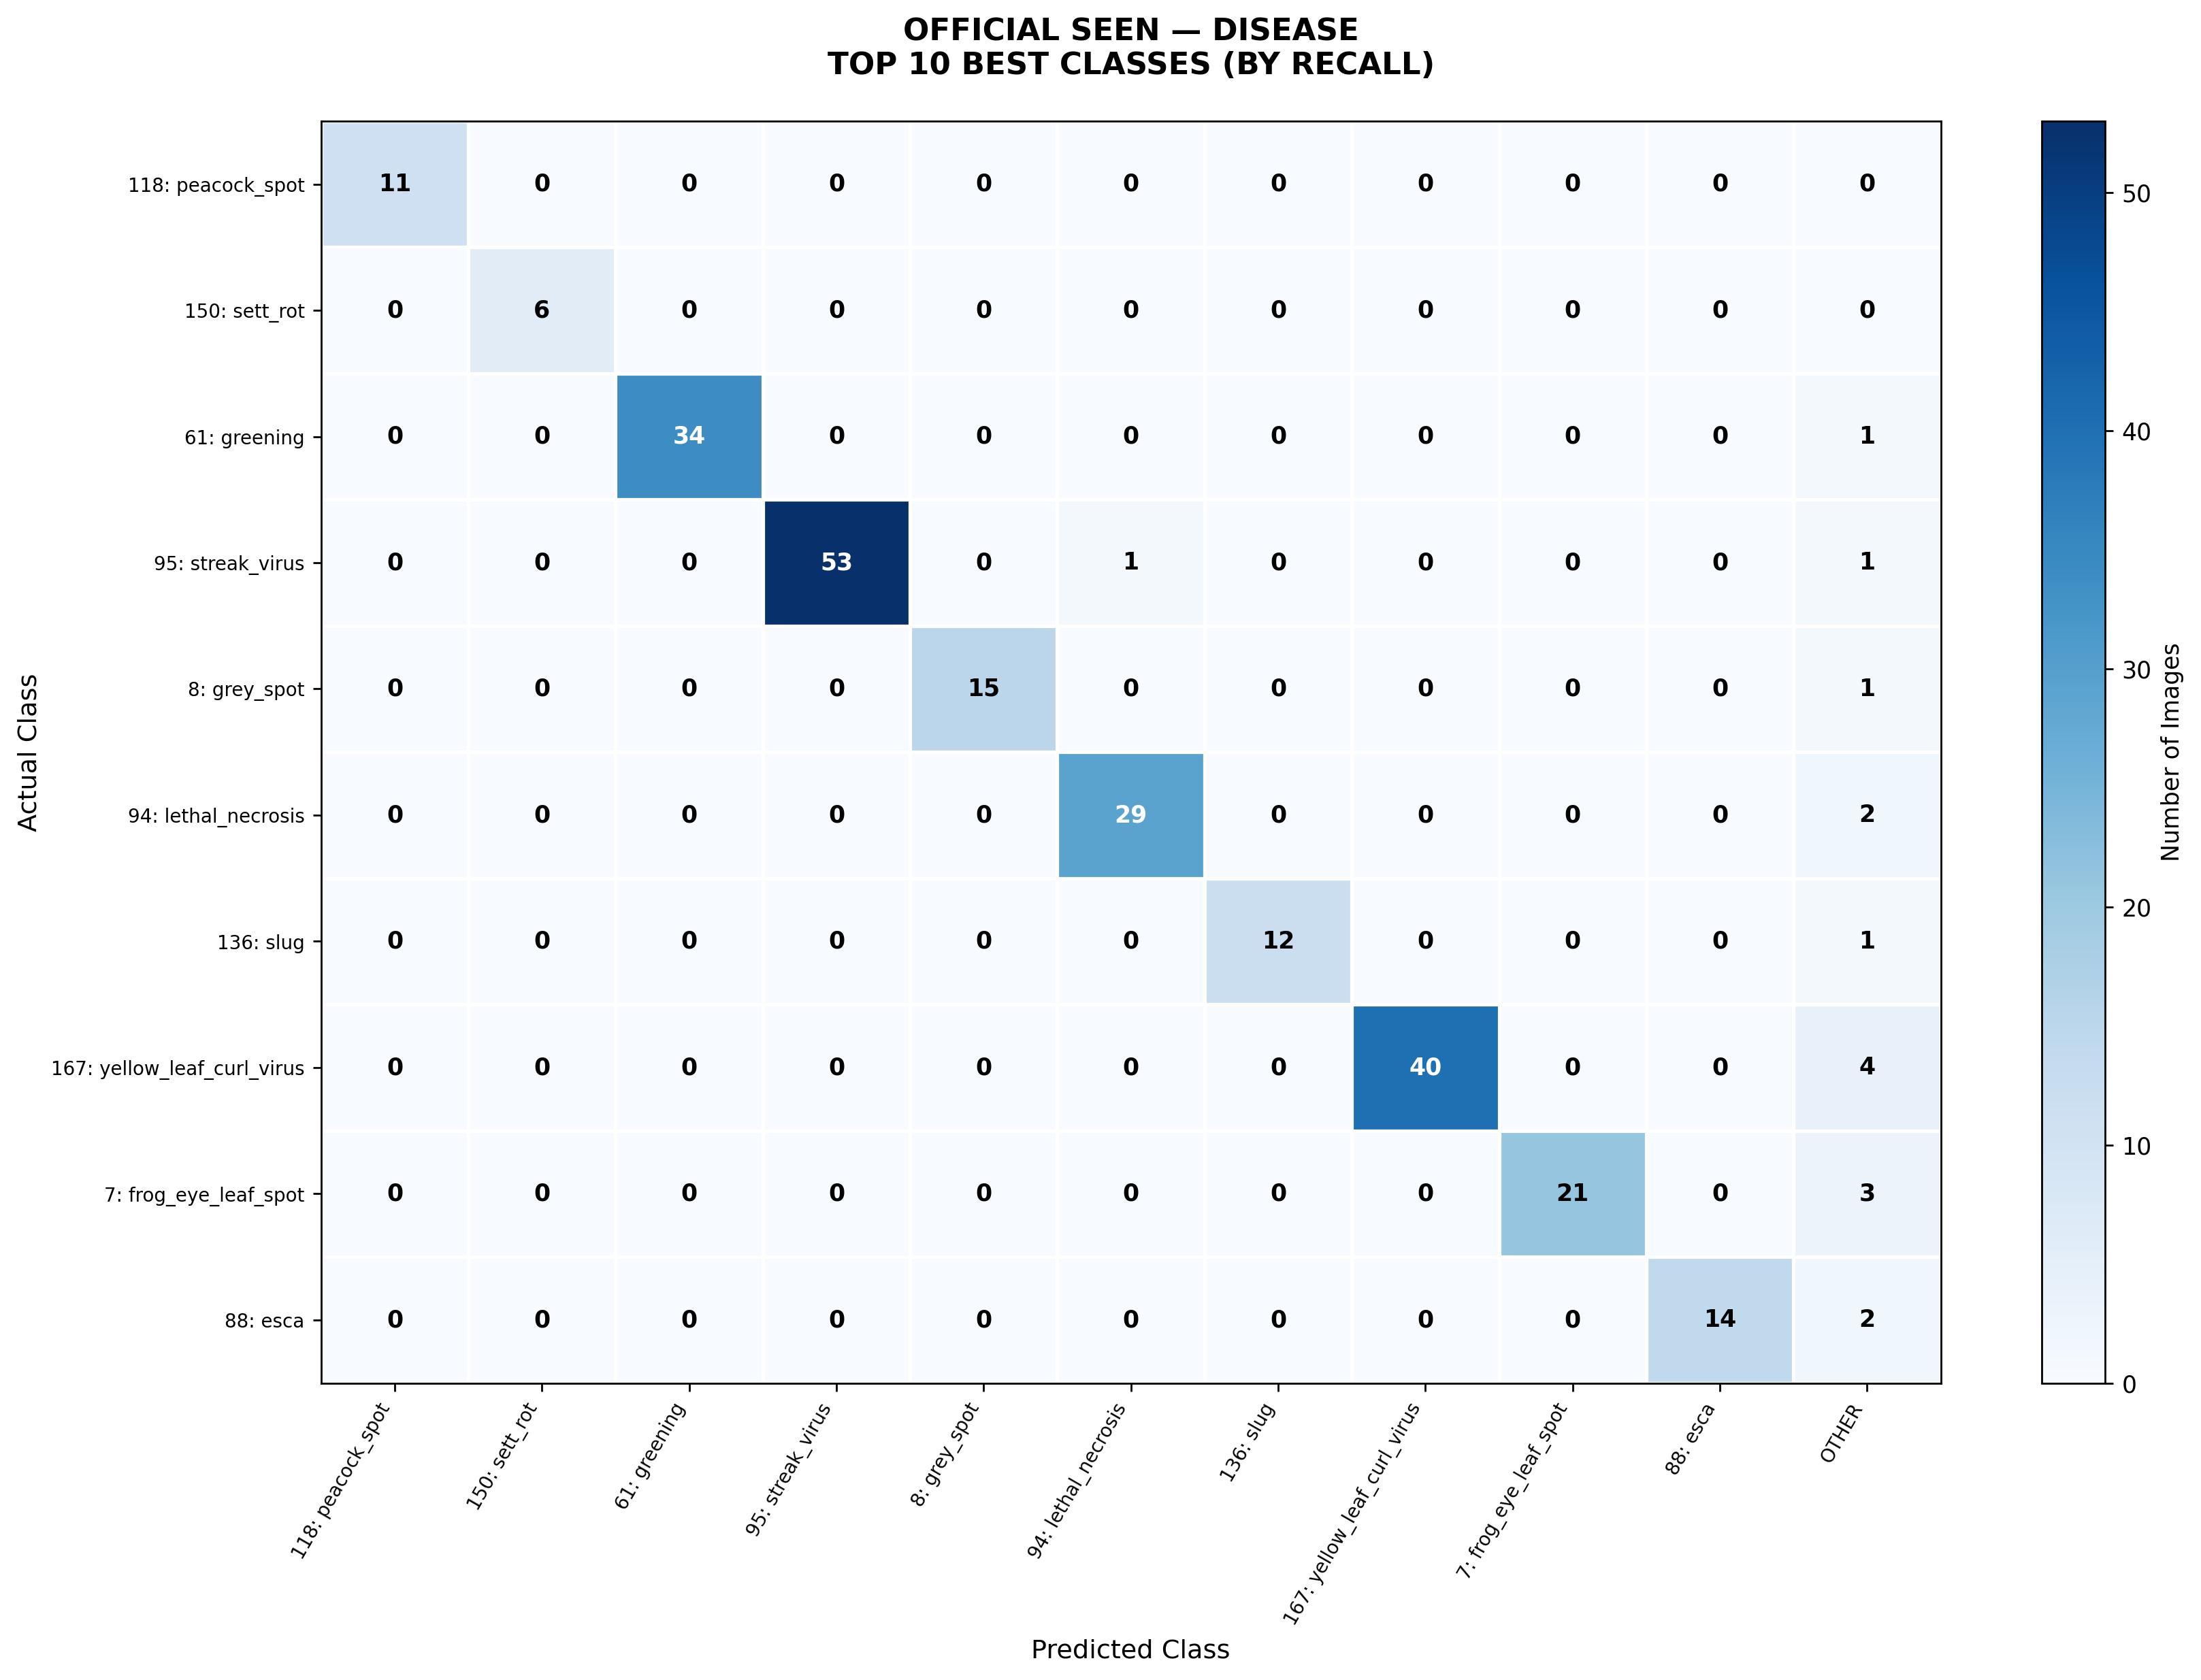 OFFICIAL SEEN — DISEASE
TOP 10 BEST CLASSES (BY RECALL)
Actual Class
118: peacock_spot 11 0 0 0 0 0 0 0 0 0 0
150: sett_rot 0 6 0 0 0 0 0 0 0 0 0
61: greening 0 0 34 0 0 0 0 0 0 0 1
95: streak_virus 0 0 0 53 0 1 0 0 0 0 1
8: grey_spot 0 0 0 0 15 0 0 0 0 0 1
94: lethal_necrosis 0 0 0 0 0 29 0 0 0 0 2
136: slug 0 0 0 0 0 0 12 0 0 0 1
167: yellow_leaf_curl_virus 0 0 0 0 0 0 0 40 0 0 4
7: frog_eye_leaf_spot 0 0 0 0 0 0 0 0 21 0 3
88: esca 0 0 0 0 0 0 0 0 0 14 2
118: peacock_spot
150: sett_rot
61: greening
95: streak_virus
8: grey_spot
94: lethal_necrosis
136: slug
167: yellow_leaf_curl_virus
7: frog_eye_leaf_spot
88: esca
OTHER
Predicted Class
50
40
30
20
10
0
Number of Images